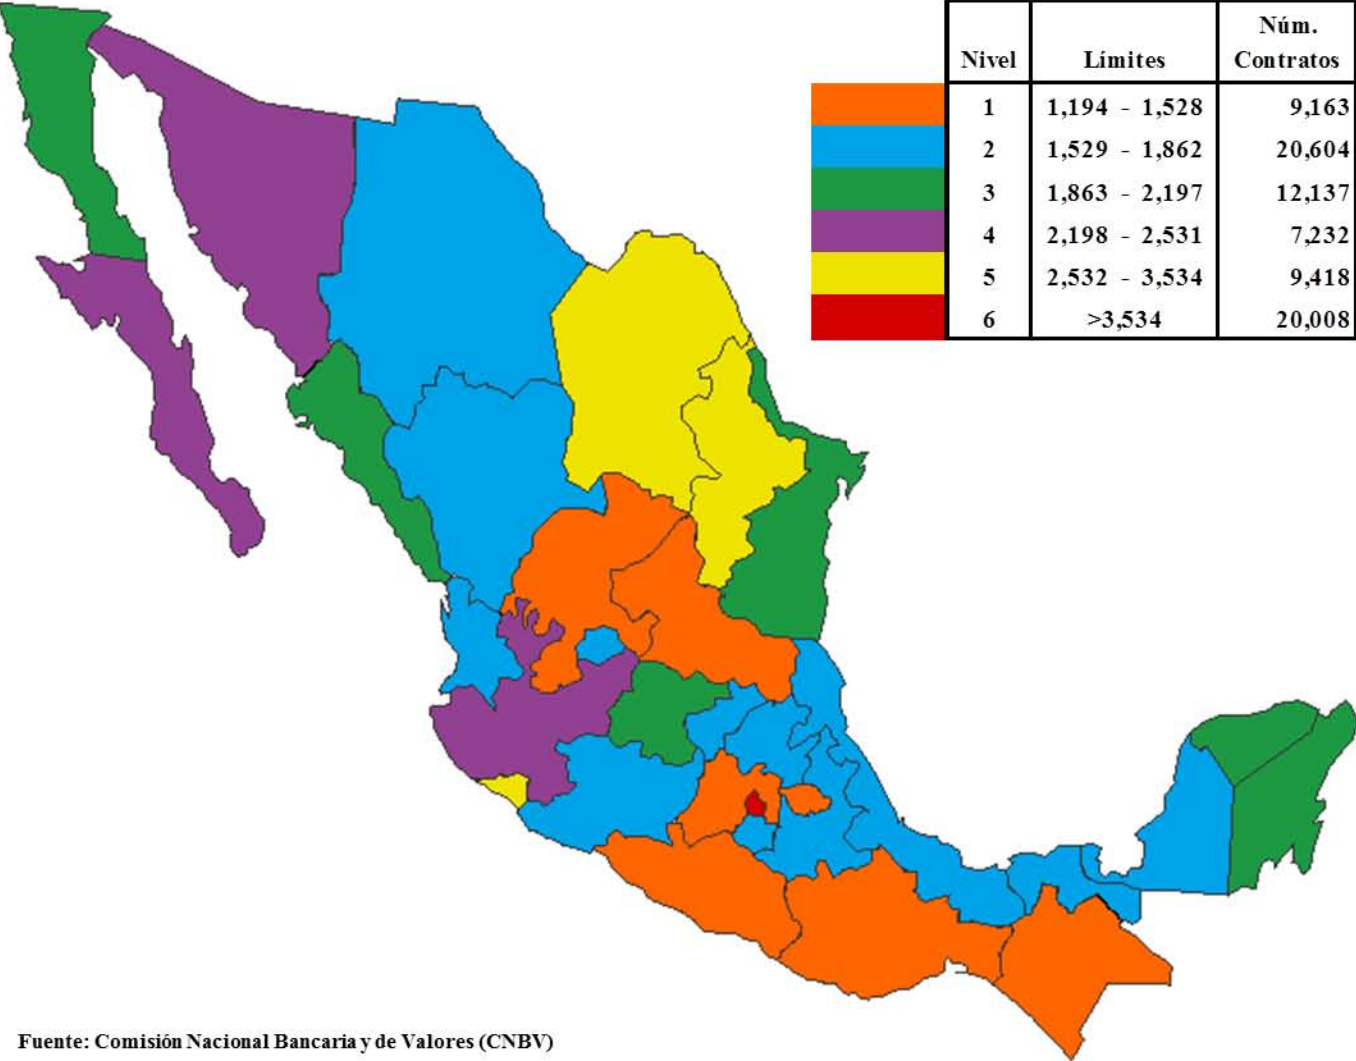 Núm.
Nivel Límites Contratos
1 1,194 - 1,528 9,163
2 1,529 - 1,862 20,604
3 1,863 - 2,197 12,137
4 2,198 - 2,531 7,232
5 2,532 - 3,534 9,418
6 >3,534 20,008
Fuente: Comisión Nacional Bancaria y de Valores (CNBV)